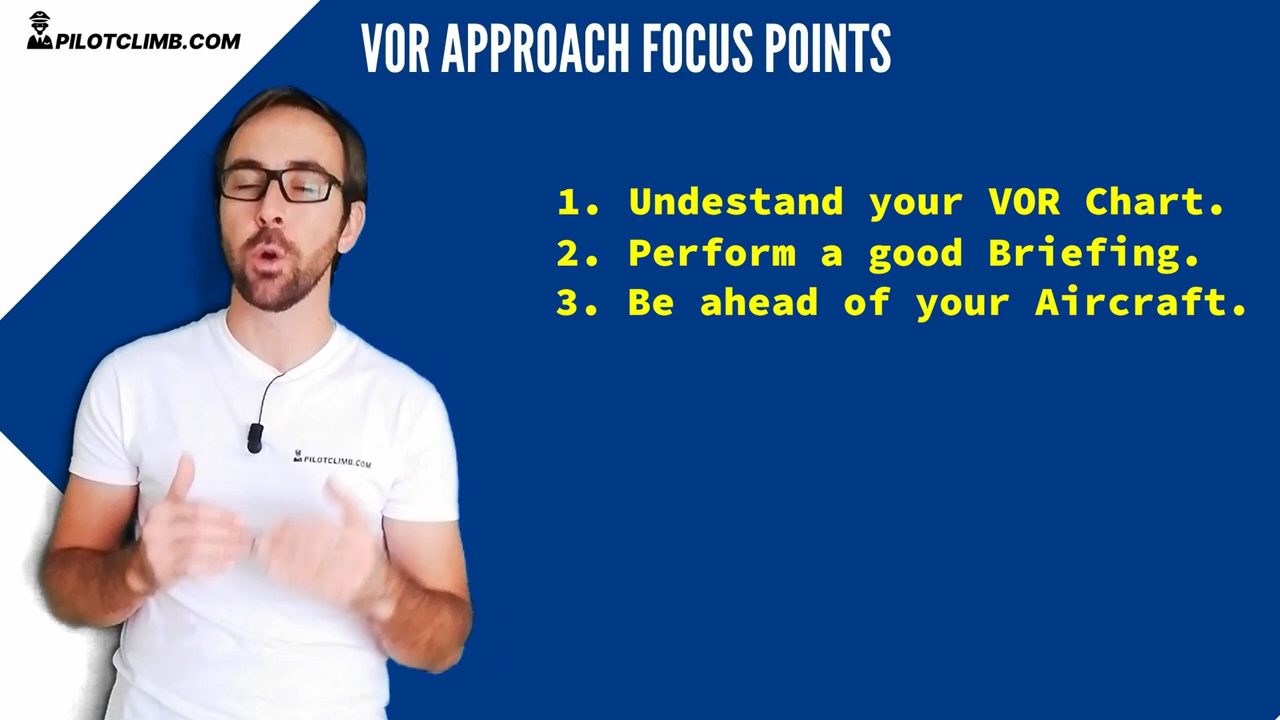 PILOTCLIMB.COM
VOR APPROACH FOCUS POINTS
1. Undestand your VOR Chart.
2. Perform a good Briefing.
3. Be ahead of your Aircraft.
PILOTCLIMB.COM